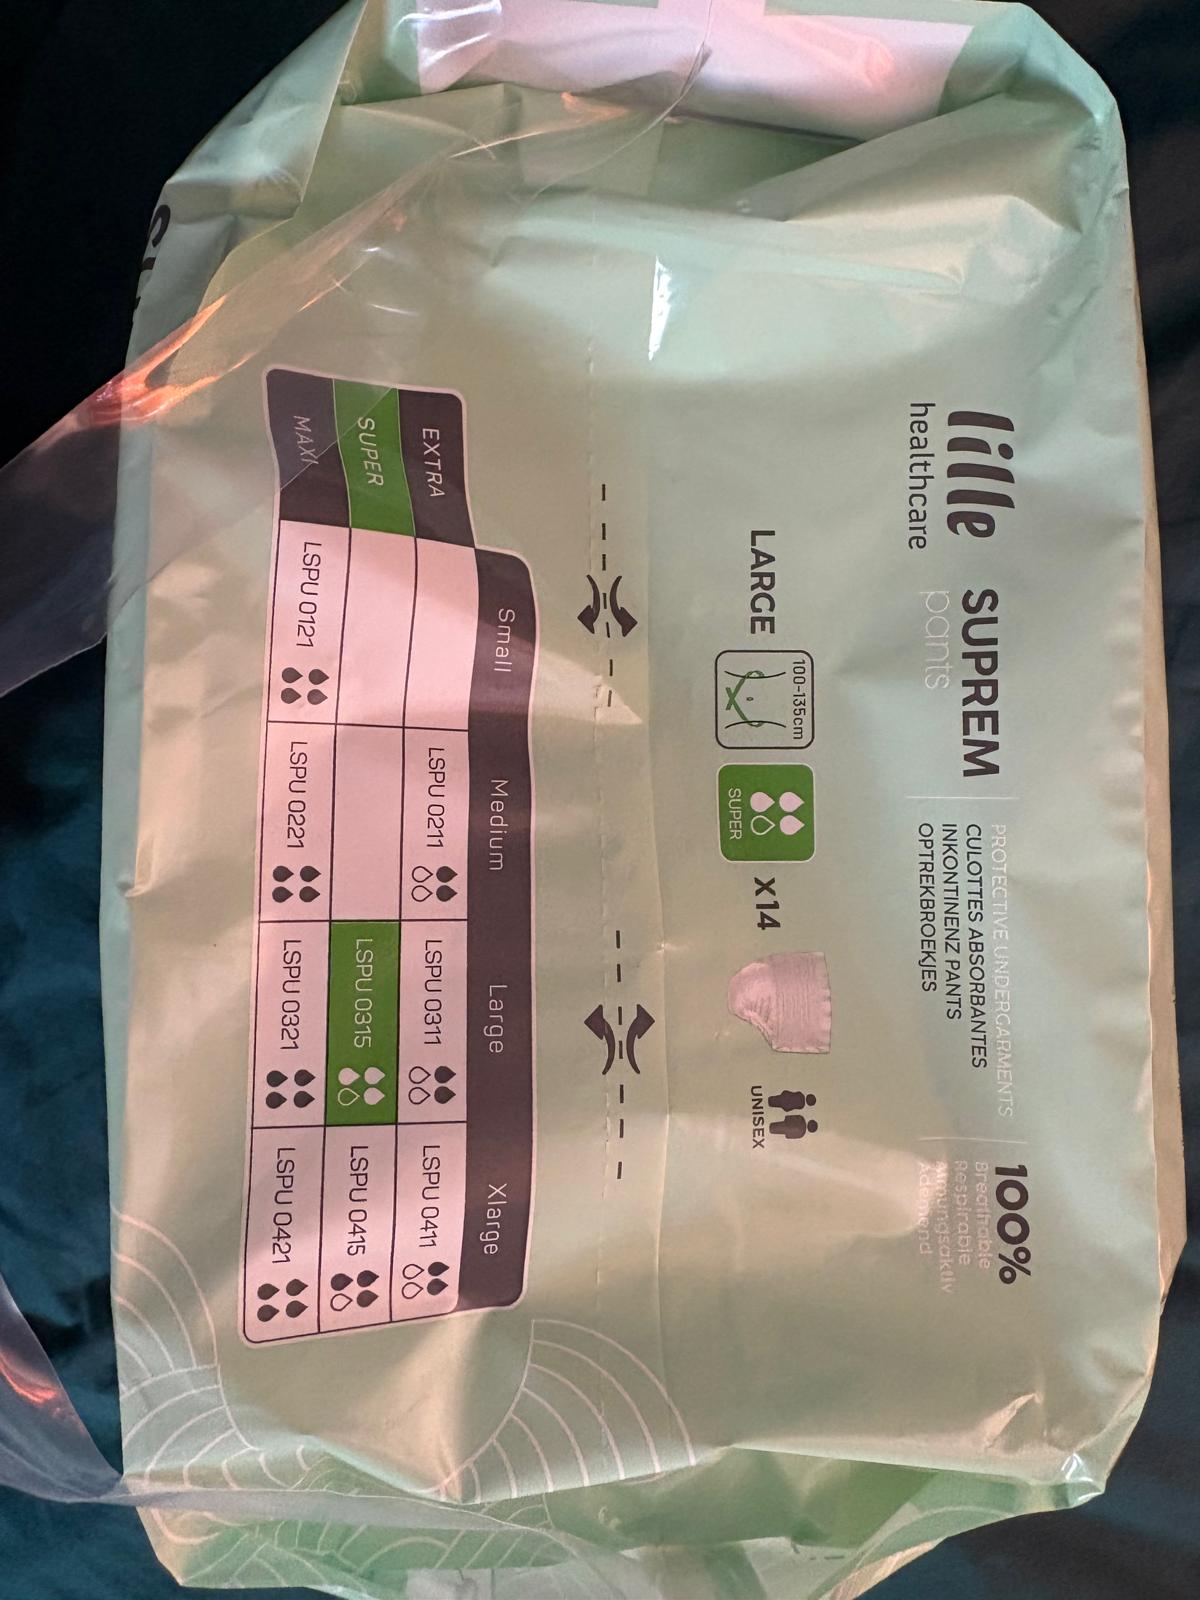 lille
healthcare
SUPREM
pants
PROTECTIVE UNDERGARMENTS
CULOTTES ABSORBANTES
INKONTINENZ PANTS
OPTREKBROEKJES
100%
Breathable
Respirable
Atmungsaktiv
Ademend
LARGE
100-135cm
SUPER
X14
UNISEX
Small Medium Large Xlarge
EXTRA LSPU 0211 LSPU 0311 LSPU 0411
SUPER LSPU 0315 LSPU 0415
MAXI LSPU 0121 LSPU 0221 LSPU 0321 LSPU 0421